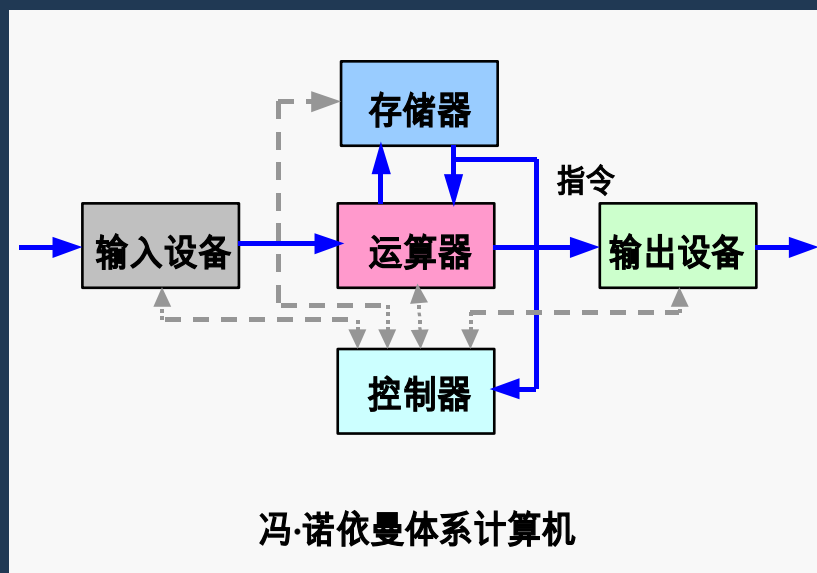 存储器
指令
输入设备
运算器
输出设备
控制器
冯·诺依曼体系计算机